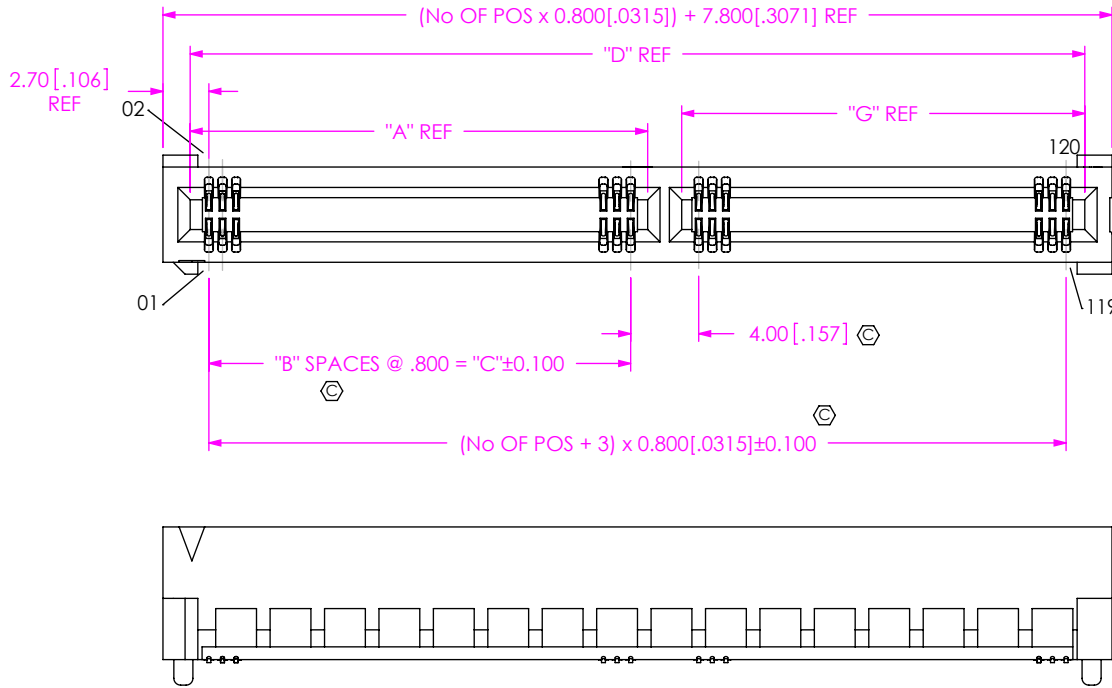 (No OF POS x 0.800[.0315]) + 7.800[.3071] REF
"D" REF
2.70 [.106]
REF
02
"A" REF
"G" REF
120
01
119
4.00 [.157] C
"B" SPACES @ .800 = "C"±0.100
C
C
(No OF POS + 3) x 0.800[.0315]±0.100